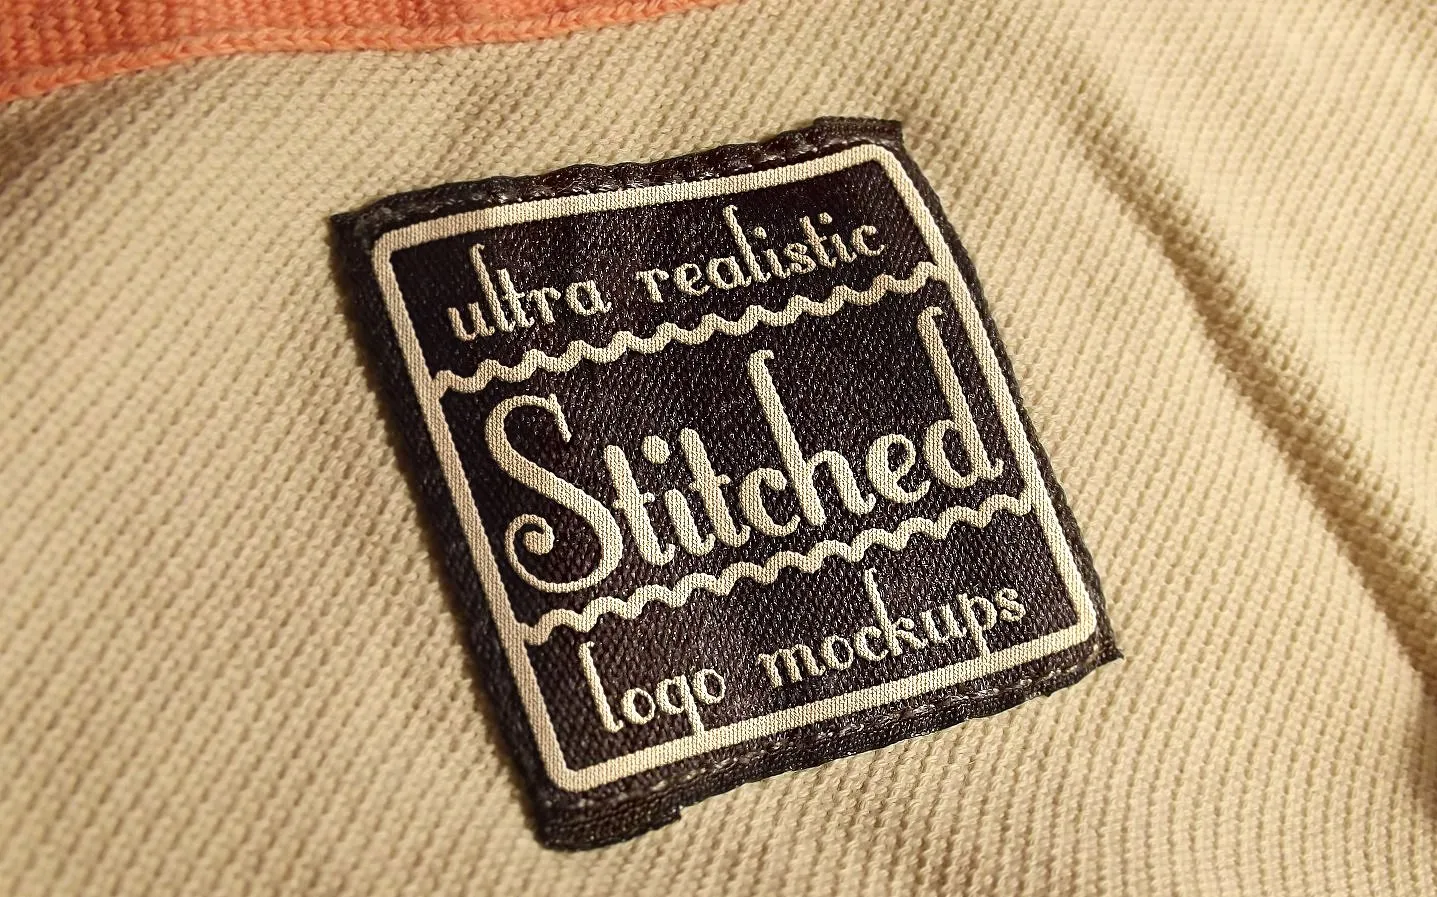 ultra realistic
Stitched
logo mockups